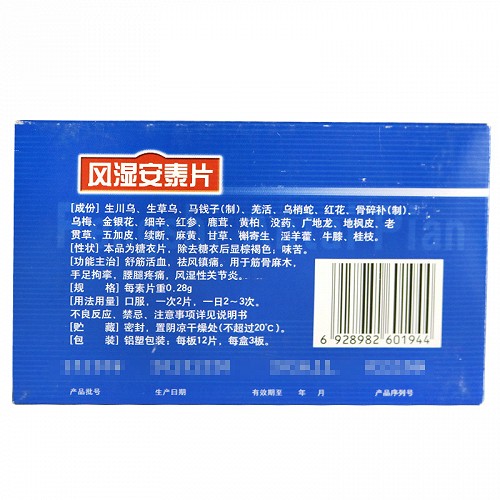 风湿安泰片
[成份] 生川乌、生草乌、马钱子(制)、羌活、乌梢蛇、红花、骨碎补(制)、
乌梅、金银花、细辛、红参、鹿茸、黄柏、没药、广地龙、地枫皮、老
贯草、五加皮、续断、麻黄、甘草、槲寄生、淫羊藿、牛膝、桂枝。
[性状] 本品为糖衣片,除去糖衣后显棕褐色;味苦。
[功能主治] 舒筋活血,祛风镇痛。用于筋骨麻木,
手足拘挛,腰腿疼痛,风湿性关节炎。
[规 格] 每素片重0.28g
[用法用量] 口服,一次2片,一日2~3次。
不良反应、禁忌、注意事项详见说明书
[贮 藏] 密封,置阴凉干燥处(不超过20℃)。
[包 装] 铝塑包装:每板12片,每盒3板。
6 928982 601944
产品批号 生产日期 有效期至 年 月 产品序列号